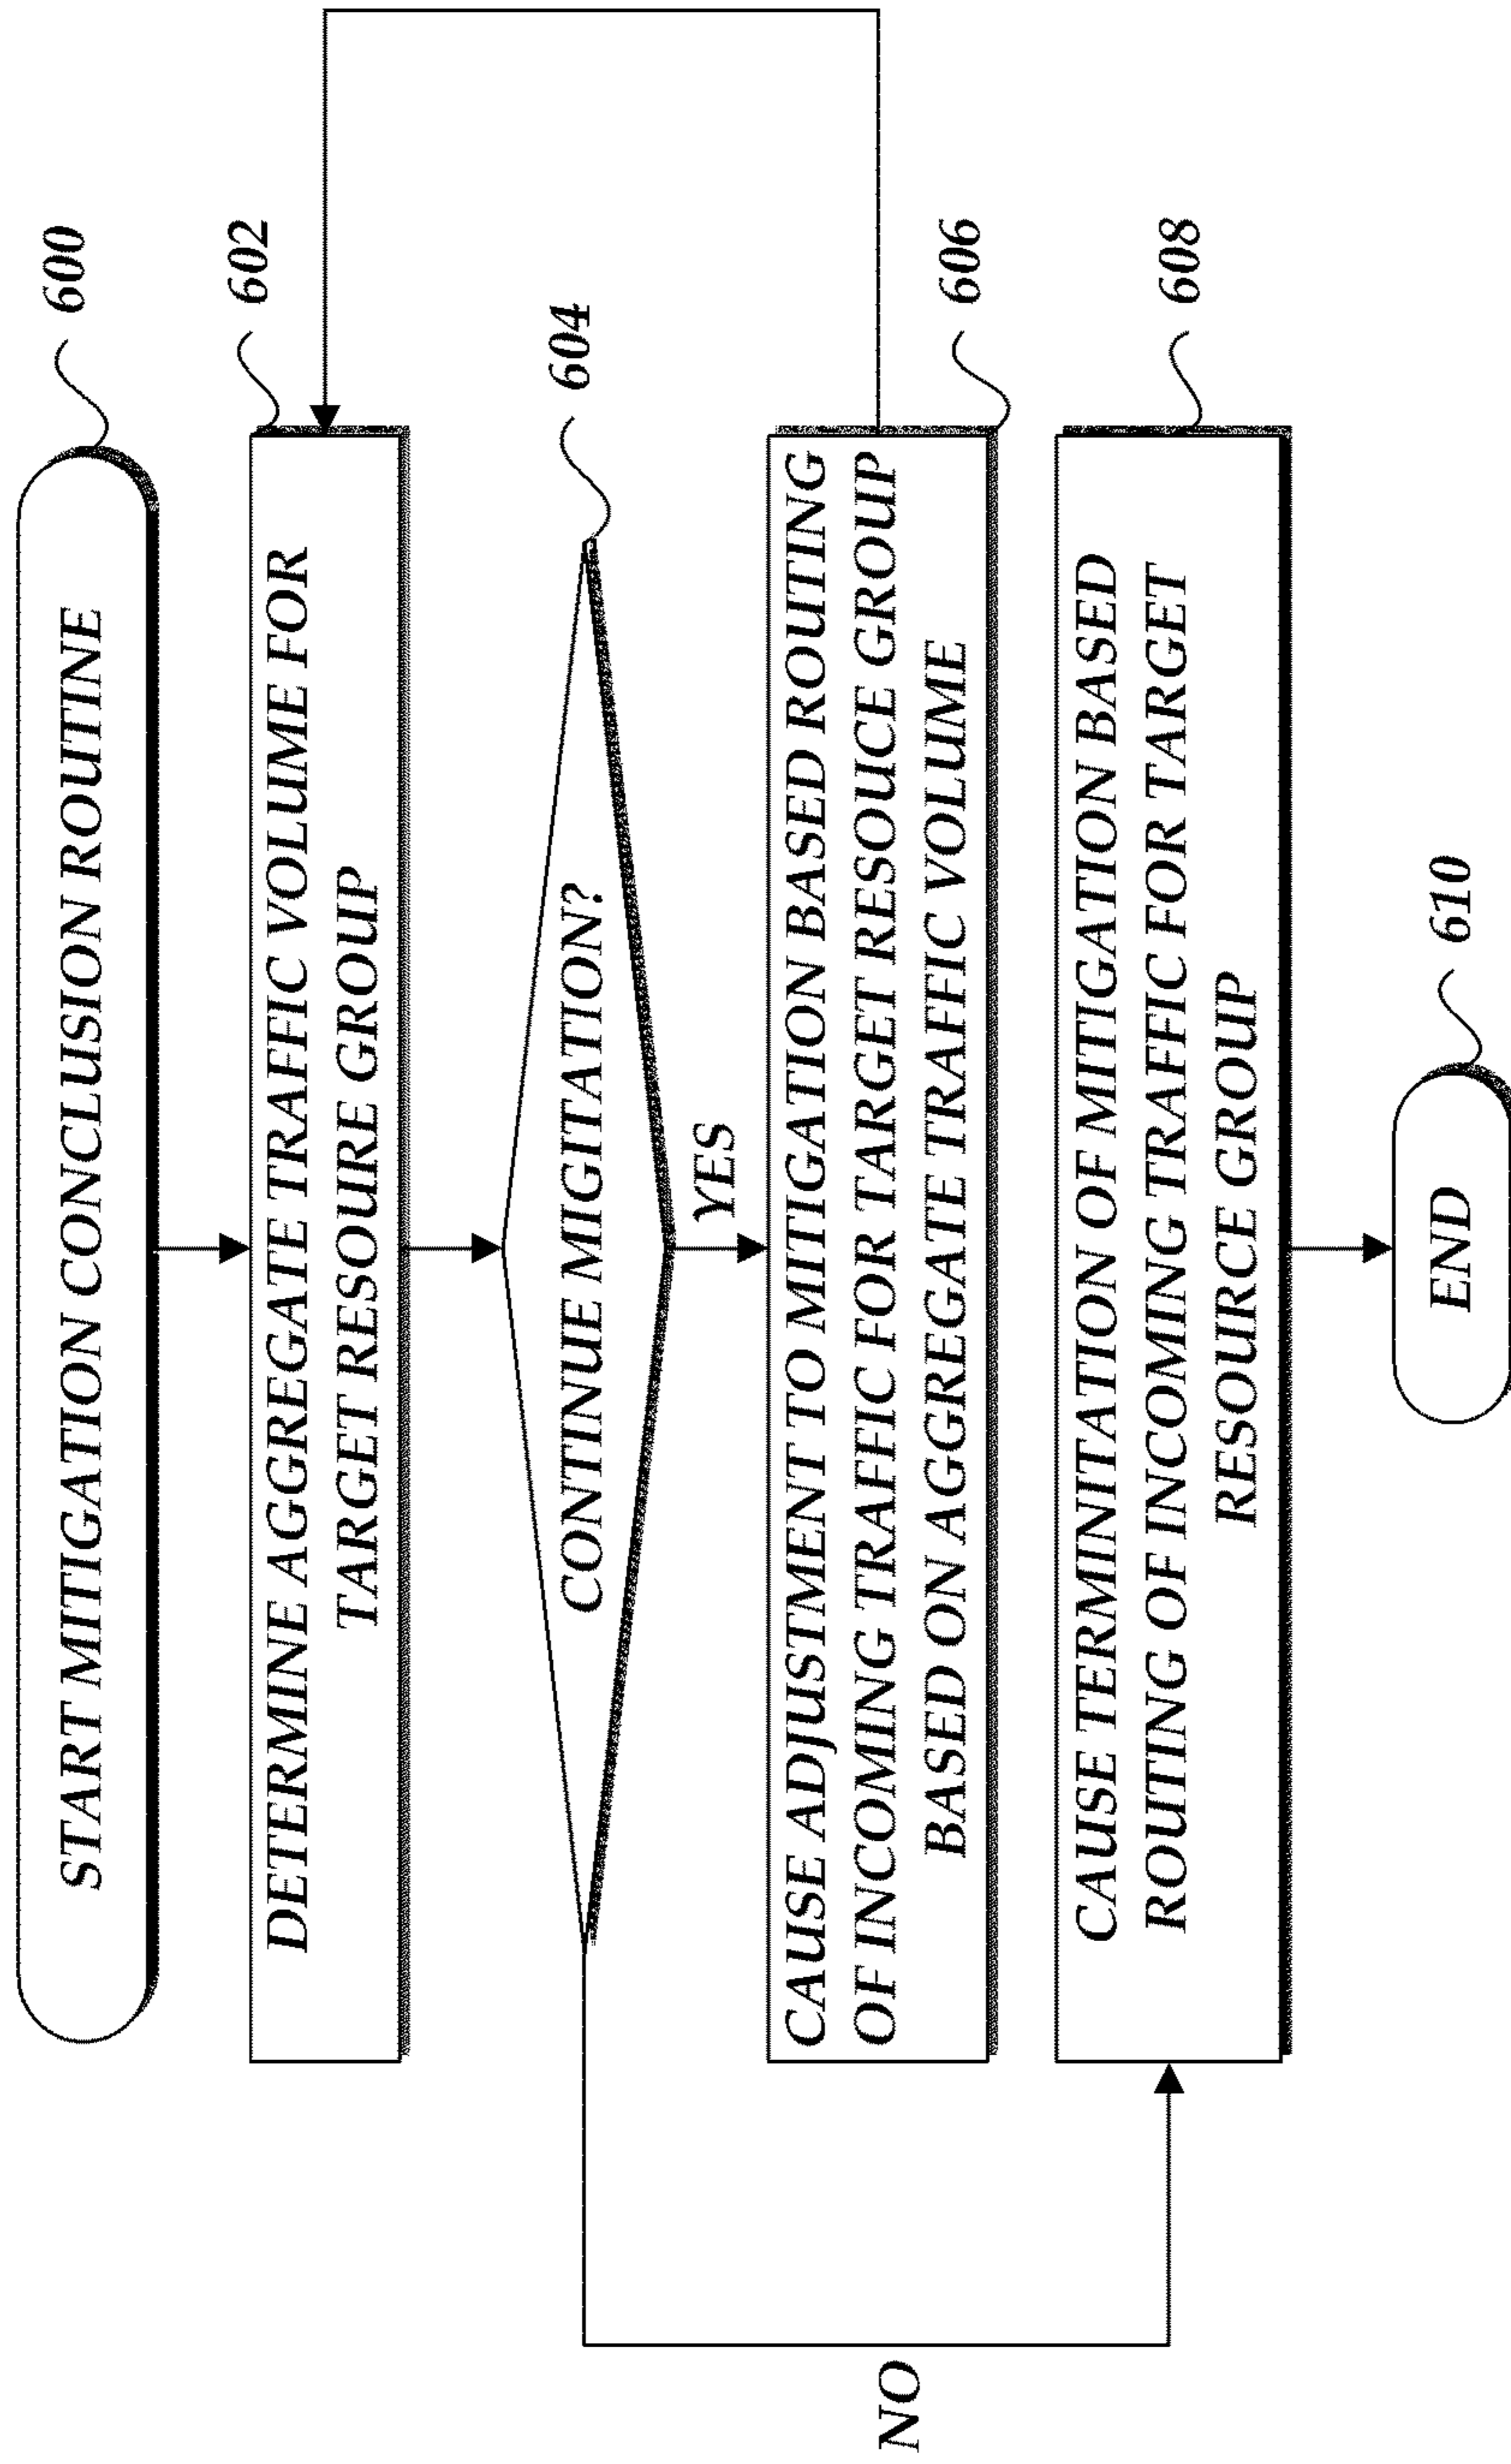 START MITIGATION CONCLUSION ROUTINE
600
DETERMINE AGGREGATE TRAFFIC VOLUME FOR
TARGET RESOURE GROUP
602
CONTINUE MIGITATION?
604
YES
NO
CAUSE ADJUSTMENT TO MITIGATION BASED ROUTING
OF INCOMING TRAFFIC FOR TARGET RESOUCE GROUP
BASED ON AGGREGATE TRAFFIC VOLUME
606
CAUSE TERMINITATION OF MITIGATION BASED
ROUTING OF INCOMING TRAFFIC FOR TARGET
RESOURCE GROUP
608
END
610